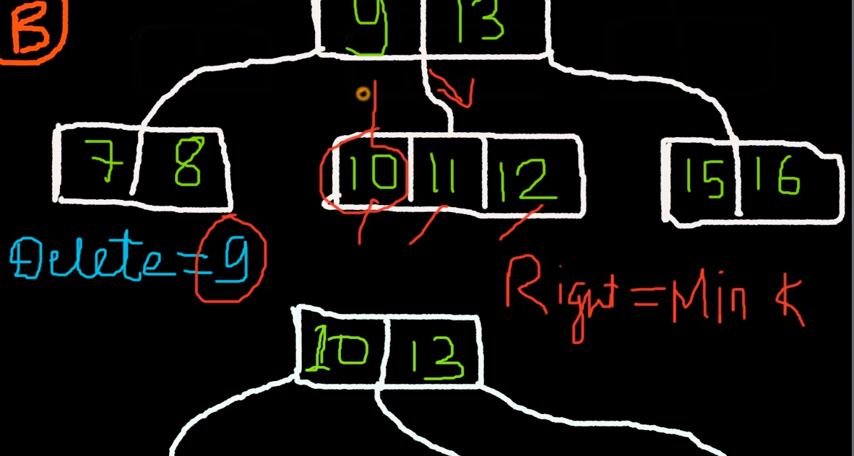 B
9 13
7 8 10 11 12 15 16
Delete=9
Right=Min K
10 13